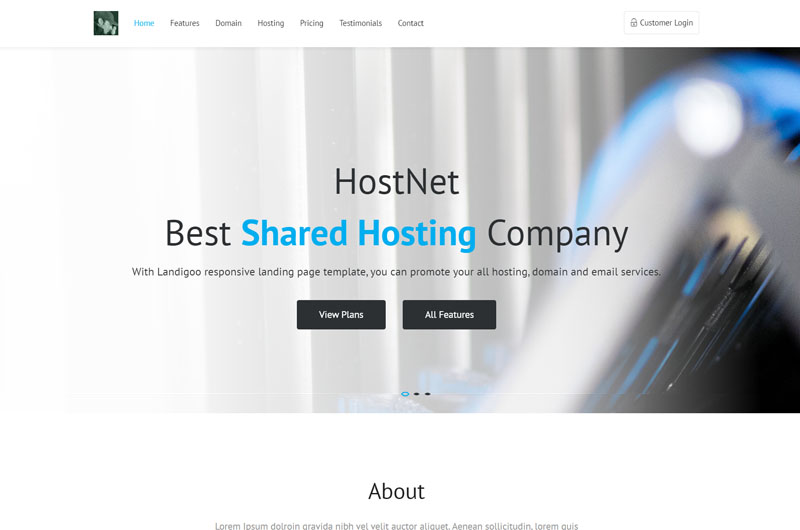 Home Features Domain Hosting Pricing Testimonials Contact Customer Login
HostNet
Best Shared Hosting Company
With Landigoo responsive landing page template, you can promote your all hosting, domain and email services.
View Plans All Features
About
Lorem Ipsum dolroin gravida nibh vel velit auctor aliquet. Aenean sollicitudin, lorem quis